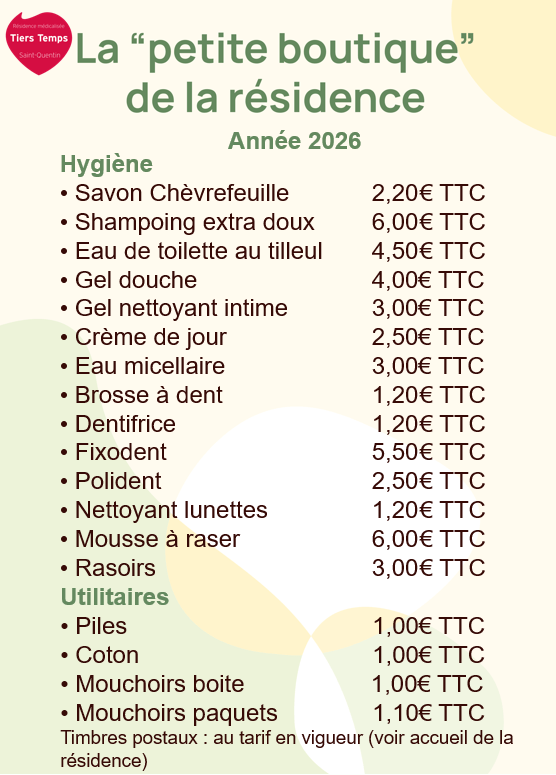 Résidence médicalisée
Tiers Temps
Saint-Quentin
La “petite boutique”
de la résidence
Année 2026
Hygiène
• Savon Chèvrefeuille 2,20€ TTC
• Shampoing extra doux 6,00€ TTC
• Eau de toilette au tilleul 4,50€ TTC
• Gel douche 4,00€ TTC
• Gel nettoyant intime 3,00€ TTC
• Crème de jour 2,50€ TTC
• Eau micellaire 3,00€ TTC
• Brosse à dent 1,20€ TTC
• Dentifrice 1,20€ TTC
• Fixodent 5,50€ TTC
• Polident 2,50€ TTC
• Nettoyant lunettes 1,20€ TTC
• Mousse à raser 6,00€ TTC
• Rasoirs 3,00€ TTC
Utilitaires
• Piles 1,00€ TTC
• Coton 1,00€ TTC
• Mouchoirs boite 1,00€ TTC
• Mouchoirs paquets 1,10€ TTC
Timbres postaux : au tarif en vigueur (voir accueil de la
résidence)